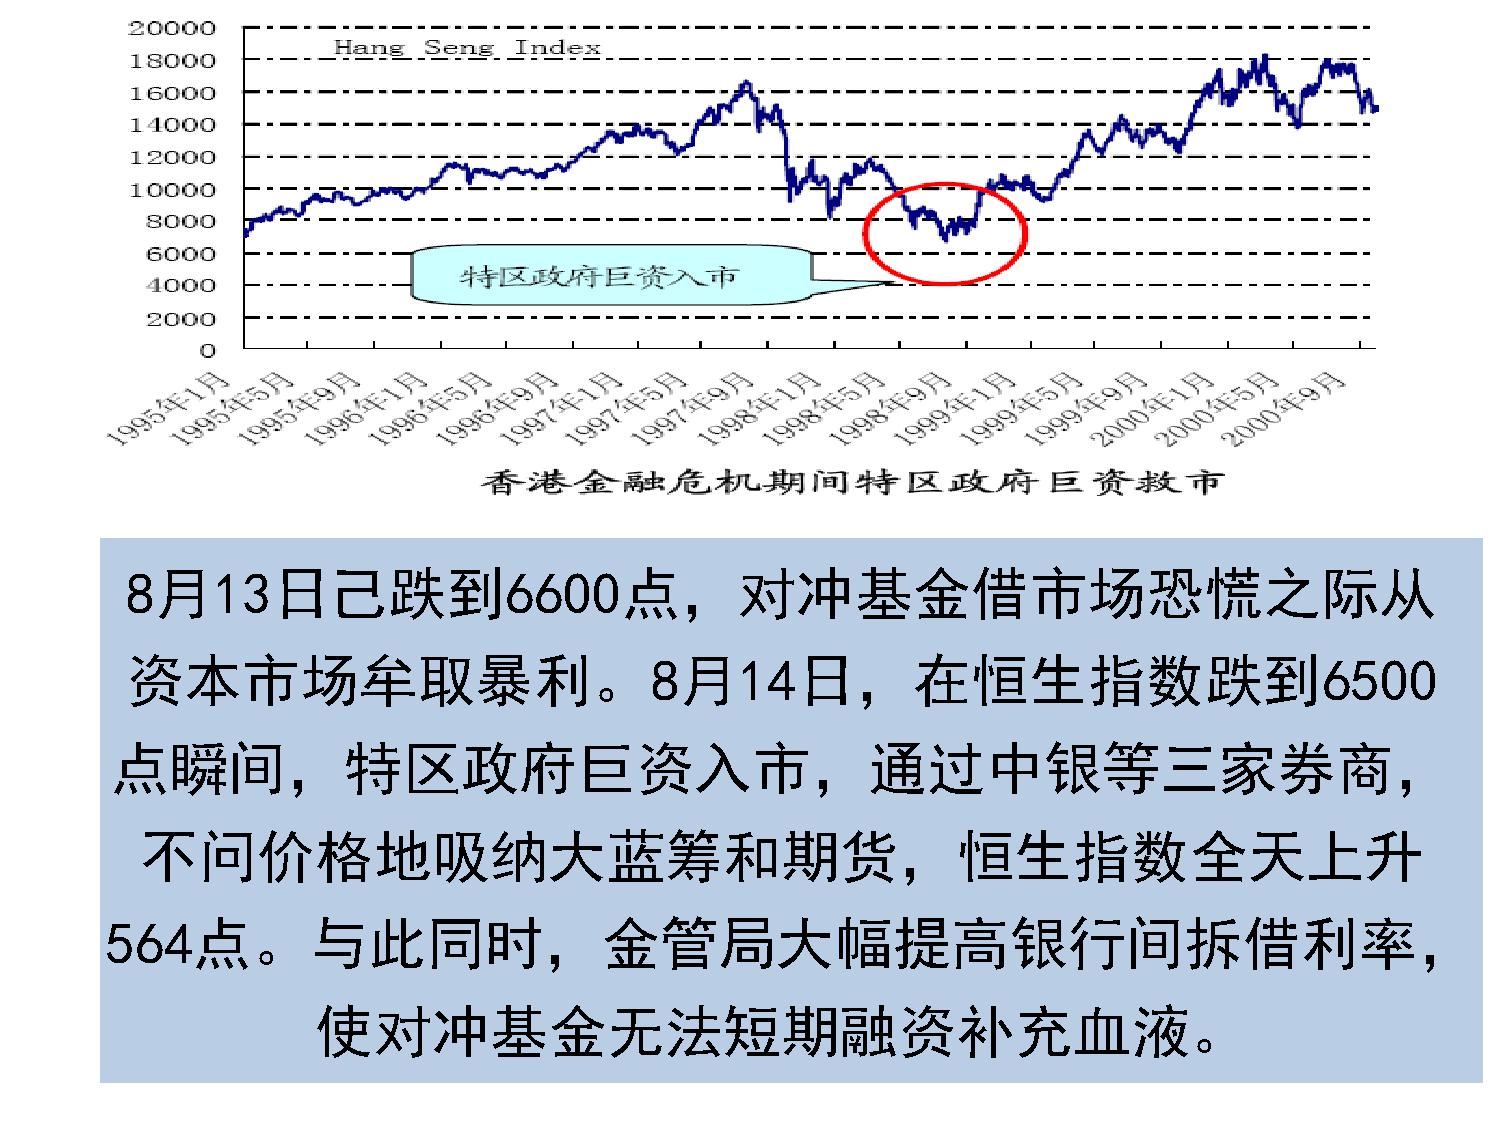 20000
Hang Seng Index
18000
16000
14000
12000
10000
8000
6000
特区政府巨资入市
4000
2000
0
1995年1月
1995年5月
1995年9月
1996年1月
1996年5月
1996年9月
1997年1月
1997年5月
1997年9月
1998年1月
1998年5月
1998年9月
1999年1月
1999年5月
1999年9月
2000年1月
2000年5月
2000年9月
香港金融危机期间特区政府巨资救市
8月13日己跌到6600点，对冲基金借市场恐慌之际从
资本市场牟取暴利。8月14日，在恒生指数跌到6500
点瞬间，特区政府巨资入市，通过中银等三家券商，
不问价格地吸纳大蓝筹和期货，恒生指数全天上升
564点。与此同时，金管局大幅提高银行间拆借利率，
使对冲基金无法短期融资补充血液。